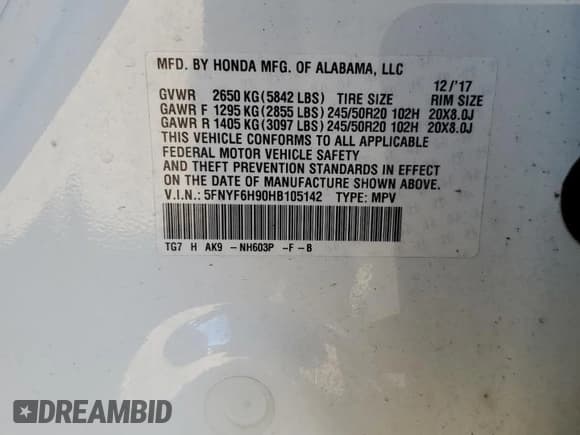 MFD. BY HONDA MFG. OF ALABAMA, LLC
12/'17
GVWR 2650 KG(5842 LBS) TIRE SIZE RIM SIZE
GAWR F 1295 KG(2855 LBS)245/50R20 102H 20X8.0J
GAWR R 1405 KG(3097 LBS)245/50R20 102H 20X8.0J
THIS VEHICLE CONFORMS TO ALL APPLICABLE
FEDERAL MOTOR VEHICLE SAFETY
AND THEFT PREVENTION STANDARDS IN EFFECT
ON THE DATE OF MANUFACTURE SHOWN ABOVE.
V.I.N.:5FNYF6H90HB105142 TYPE: MPV
TG7 H AK9 -NH603P -F-B
DREAMBID